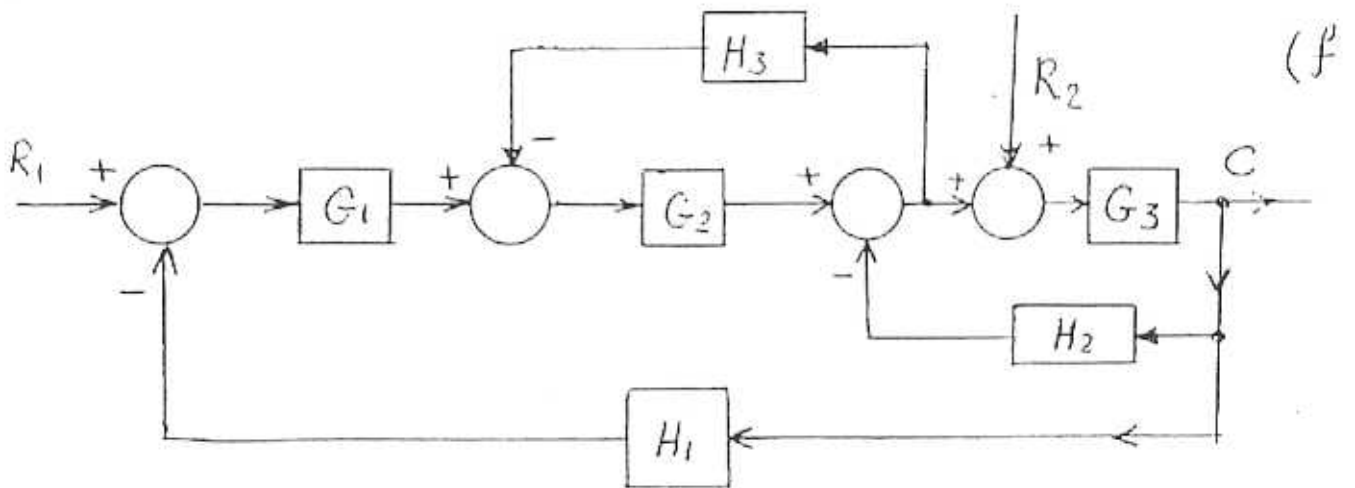 H3
R2
(f
R1 + + - + + + C
G1 G2 G3
- -
H2
H1